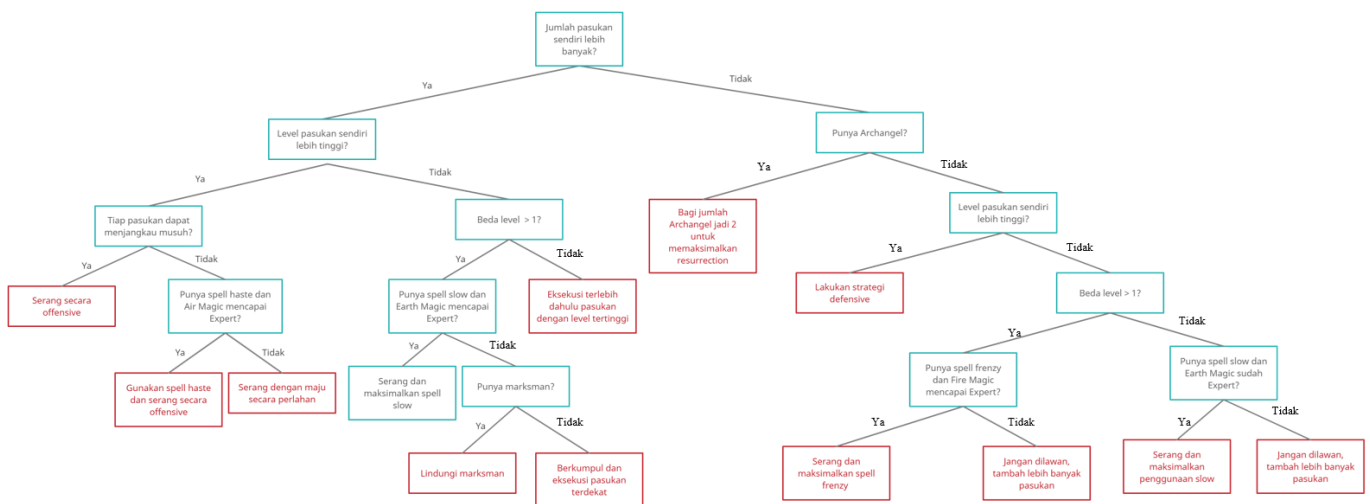 Jumlah pasukan
sendiri lebih
banyak?
Ya
Tidak
Level pasukan sendiri
lebih tinggi?
Punya Archangel?
Ya
Tidak
Ya
Tidak
Tiap pasukan dapat
menjangkau musuh?
Beda level > 1?
Bagi jumlah
Archangel jadi 2
untuk
memaksimalkan
resurrection
Level pasukan sendiri
lebih tinggi?
Ya
Tidak
Ya
Tidak
Ya
Tidak
Serang secara
offensive
Punya spell haste dan
Air Magic mencapai
Expert?
Punya spell slow dan
Earth Magic mencapai
Expert?
Eksekusi terlebih
dahulu pasukan
dengan level tertinggi
Lakukan strategi
defensive
Beda level > 1?
Ya
Tidak
Ya
Tidak
Ya
Tidak
Gunakan spell haste
dan serang secara
offensive
Serang dengan maju
secara perlahan
Serang dan
maksimalkan spell
slow
Punya marksman?
Punya spell frenzy
dan Fire Magic
mencapai Expert?
Punya spell slow dan
Earth Magic sudah
Expert?
Ya
Tidak
Ya
Tidak
Ya
Tidak
Lindungi marksman
Berkumpul dan
eksekusi pasukan
terdekat
Serang dan
maksimalkan spell
frenzy
Jangan dilawan,
tambah lebih banyak
pasukan
Serang dan
maksimalkan
penggunaan slow
Jangan dilawan,
tambah lebih banyak
pasukan